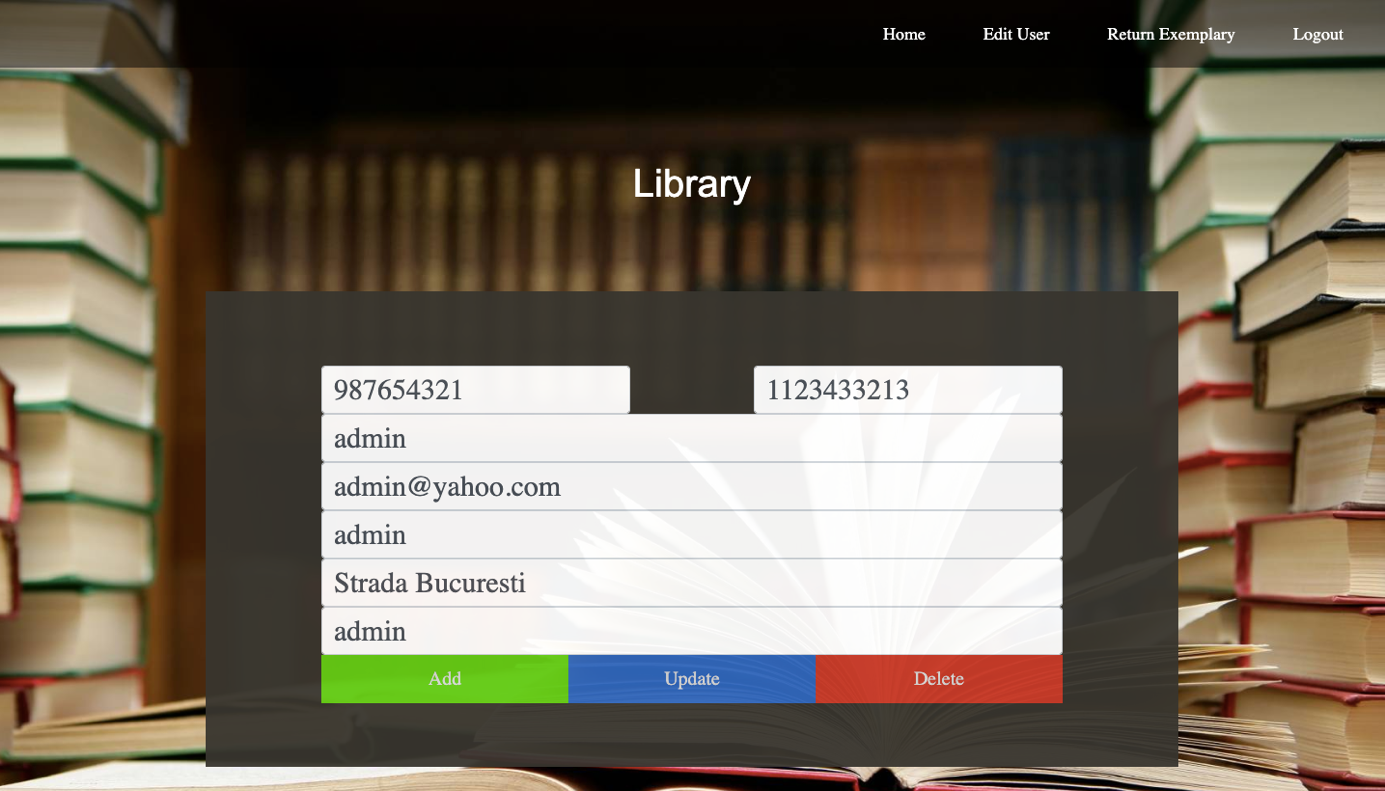 Home Edit User Return Exemplary Logout
Library
987654321 1123433213
admin
admin@yahoo.com
admin
Strada Bucuresti
admin
Add Update Delete